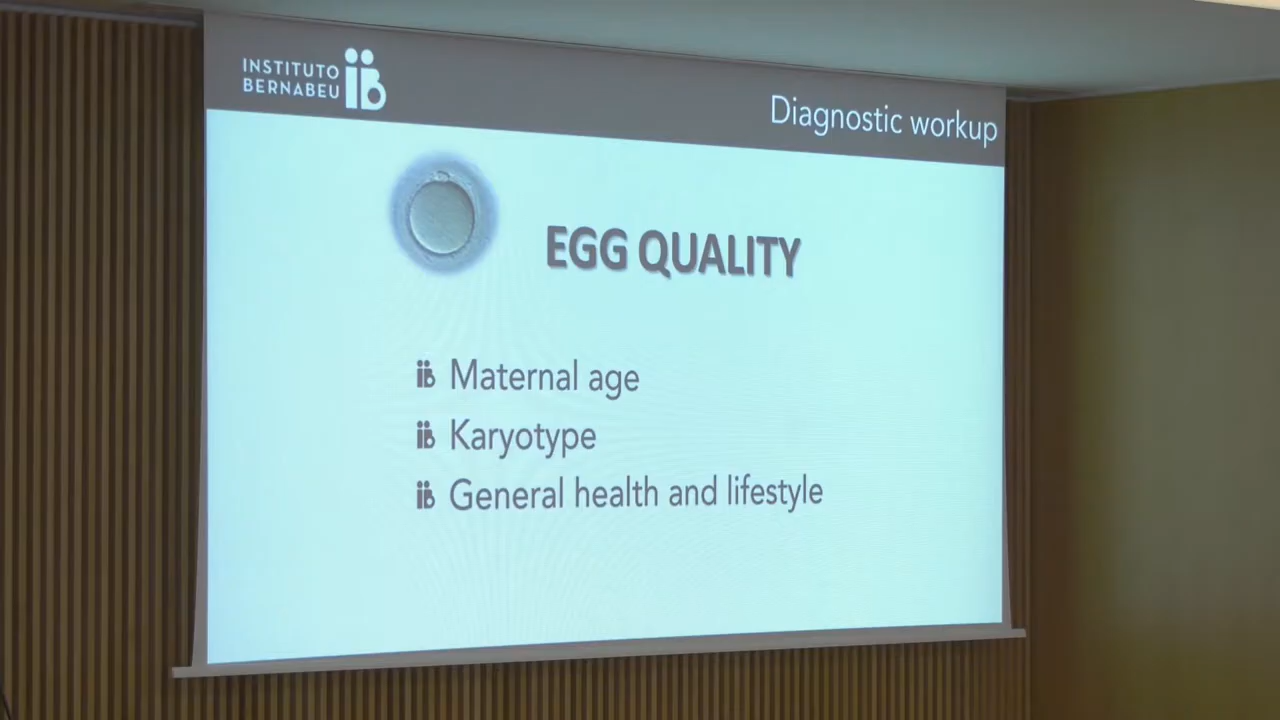 INSTITUTO
BERNABEU
Diagnostic workup
EGG QUALITY
Maternal age
Karyotype
General health and lifestyle